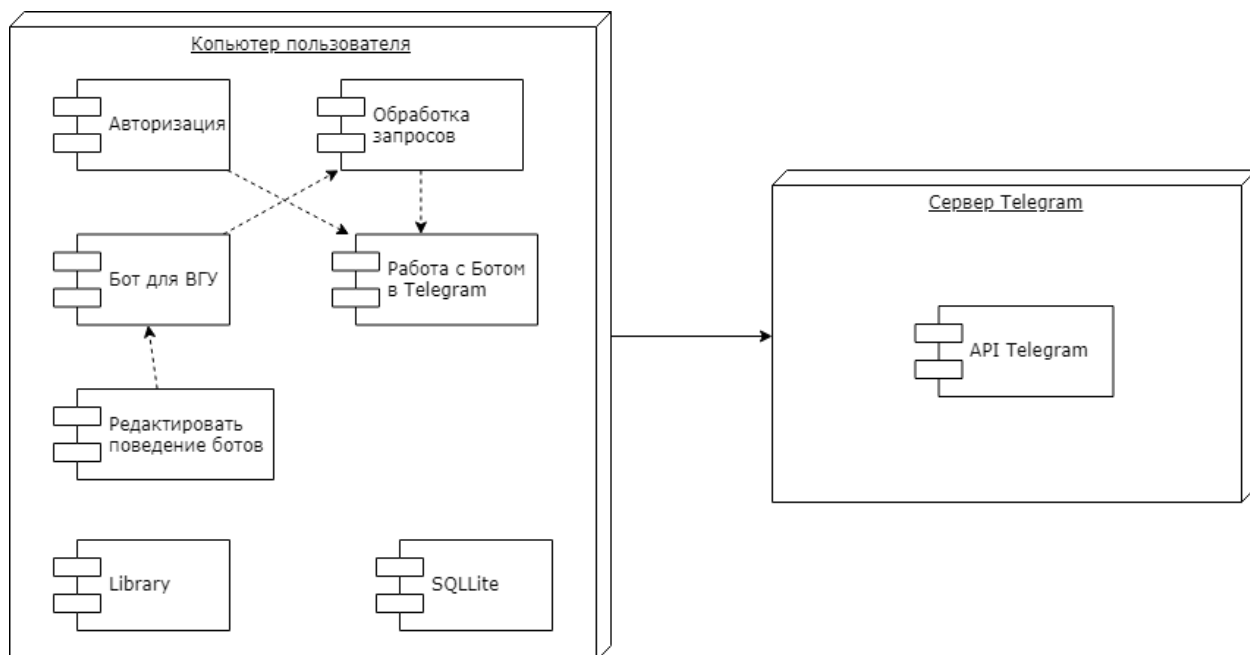 Копьютер пользователя
Авторизация
Обработка
запросов
Сервер Telegram
Бот для ВГУ
Работа с Ботом
в Telegram
API Telegram
Редактировать
поведение ботов
Library
SQLLite